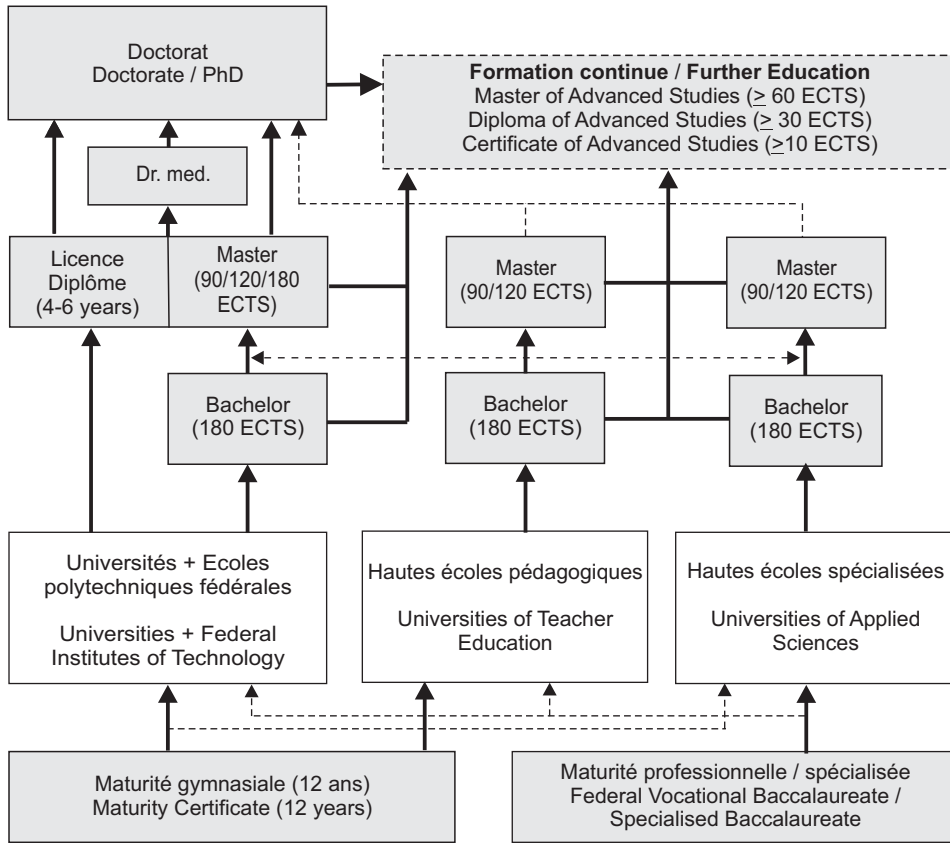 Doctorat
Doctorate / PhD
Formation continue / Further Education
Master of Advanced Studies (≥ 60 ECTS)
Diploma of Advanced Studies (≥ 30 ECTS)
Certificate of Advanced Studies (≥10 ECTS)
Dr. med.
Licence
Diplôme
(4-6 years)
Master
(90/120/180
ECTS)
Master
(90/120 ECTS)
Master
(90/120 ECTS)
Bachelor
(180 ECTS)
Bachelor
(180 ECTS)
Bachelor
(180 ECTS)
Universités + Ecoles
polytechniques fédérales
Universities + Federal
Institutes of Technology
Hautes écoles pédagogiques
Universities of Teacher
Education
Hautes écoles spécialisées
Universities of Applied
Sciences
Maturité gymnasiale (12 ans)
Maturity Certificate (12 years)
Maturité professionnelle / spécialisée
Federal Vocational Baccalaureate /
Specialised Baccalaureate